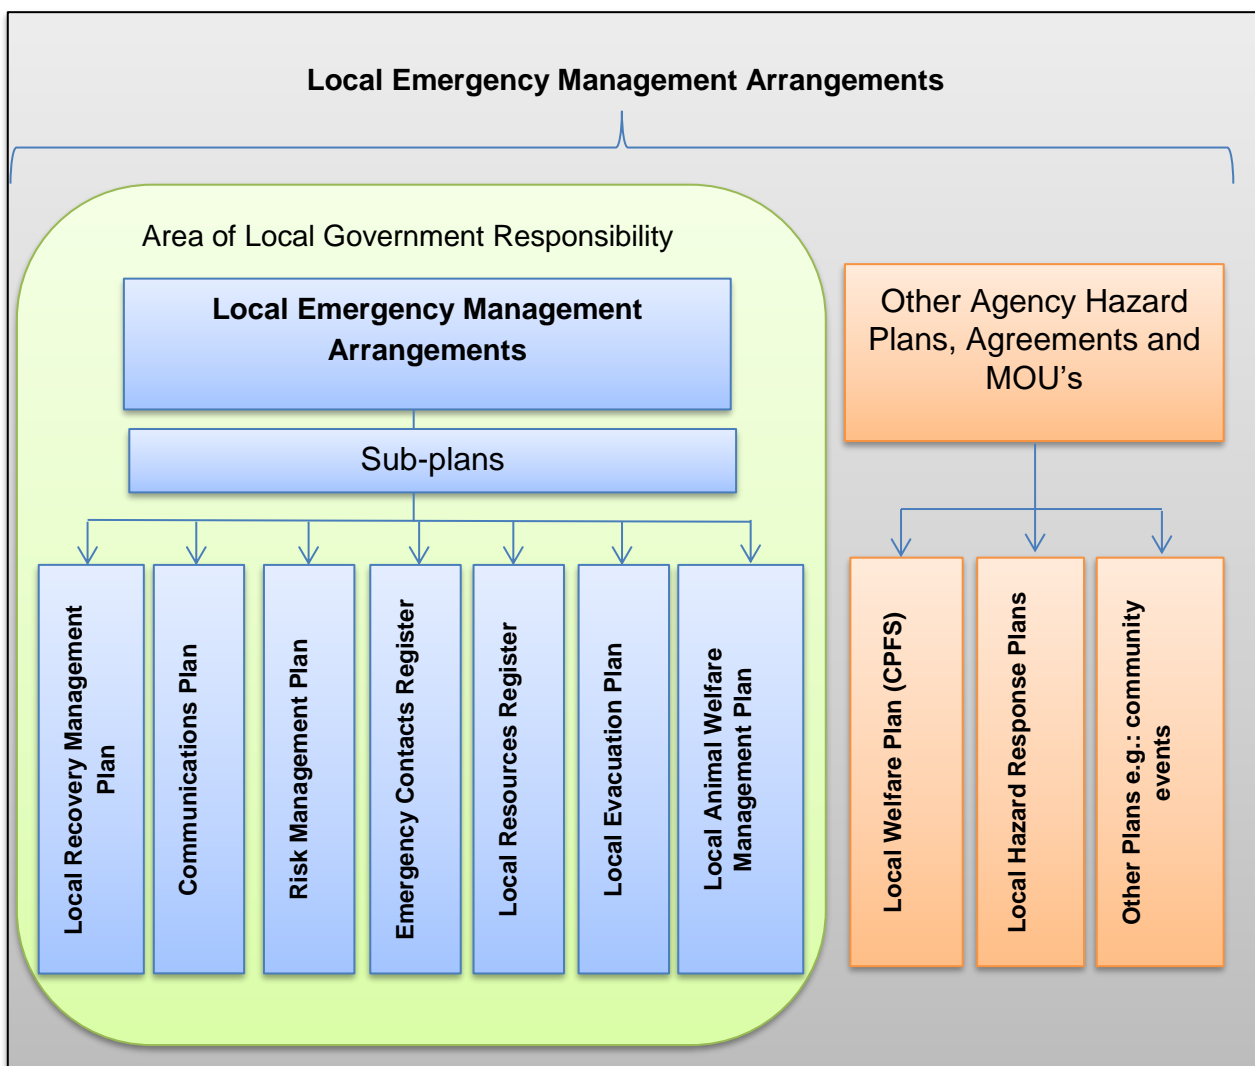 Local Emergency Management Arrangements
Area of Local Government Responsibility
Local Emergency Management
Arrangements
Sub-plans
Local Recovery Management
Plan
Communications Plan
Risk Management Plan
Emergency Contacts Register
Local Resources Register
Local Evacuation Plan
Local Animal Welfare
Management Plan
Other Agency Hazard
Plans, Agreements and
MOU’s
Local Welfare Plan (CPFS)
Local Hazard Response Plans
Other Plans e.g.: community
events